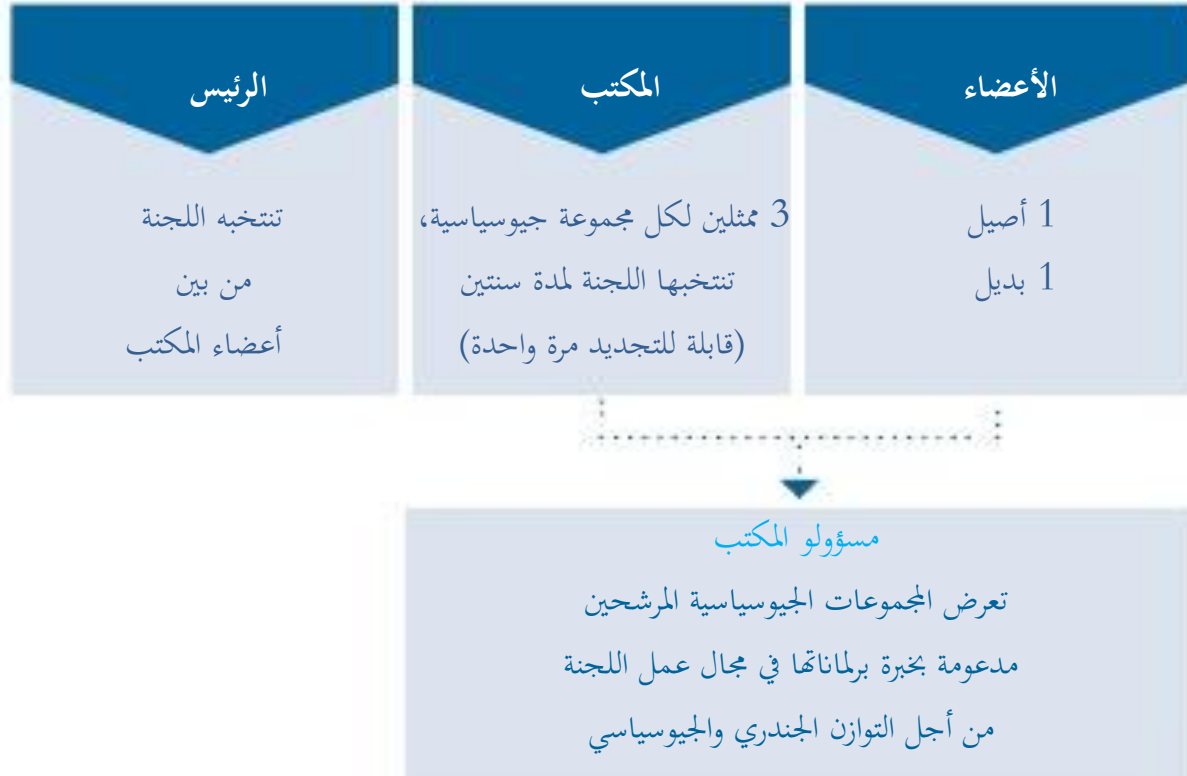 الأعضاء
1 أصيل
1 بديل
المكتب
3 ممثلين لكل مجموعة جيوسياسية،
تنتخبها اللجنة لمدة سنتين
(قابلة للتجديد مرة واحدة)
الرئيس
تنتخبه اللجنة
من بين
أعضاء المكتب
مسؤولو المكتب
تعرض المجموعات الجيوسياسية المرشحين
مدعومة بخبرة برلماناتها في مجال عمل اللجنة
من أجل التوازن الجندري والجيوسياسي